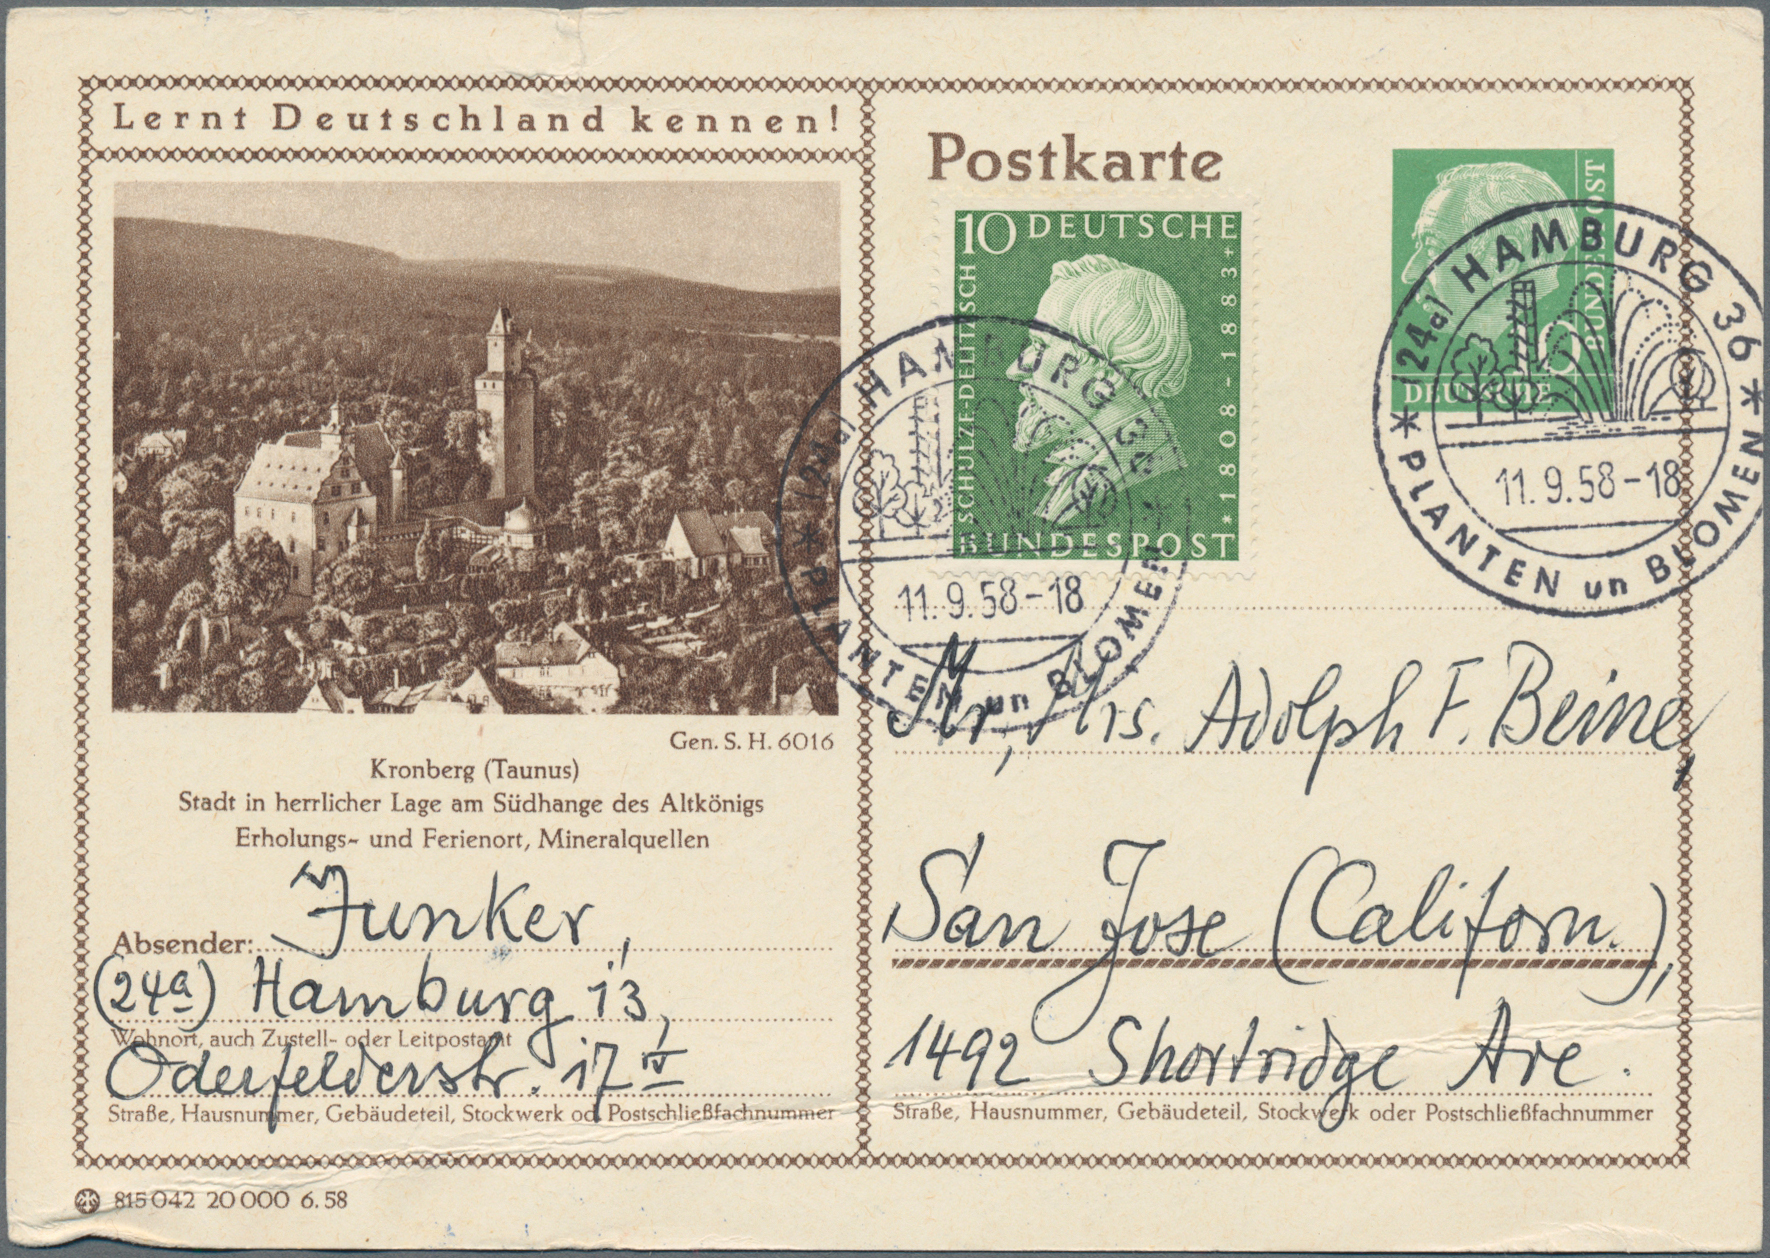 Lernt Deutschland kennen!
Gen. S. H. 6016
Kronberg (Taunus)
Stadt in herrlicher Lage am Südhange des Altkönigs
Erholungs- und Ferienort, Mineralquellen
Junker,
Absender:
(24a) Hamburg 13,
Wohnort, auch Zustell- oder Leitpostamt
Oderfelderstr. 17 IV
Straße, Hausnummer, Gebäudeteil, Stockwerk od Postschließfachnummer
815042 20000 6.58
Postkarte
10 DEUTSCHE
SCHULZE-DELITZSCH
* 1808-1883 +
BUNDESPOST
(24a) HAMBURG 36
11.9.58-18
* PLANTEN un BLOMEN *
DEUTSCHE
BUNDESPOST
(24a) HAMBURG 36
11.9.58-18
* PLANTEN un BLOMEN *
Mr, Mrs. Adolph F. Beine,
San Jose (Californ.),
1492 Shortridge Ave.
Straße, Hausnummer, Gebäudeteil, Stockwerk oder Postschließfachnummer